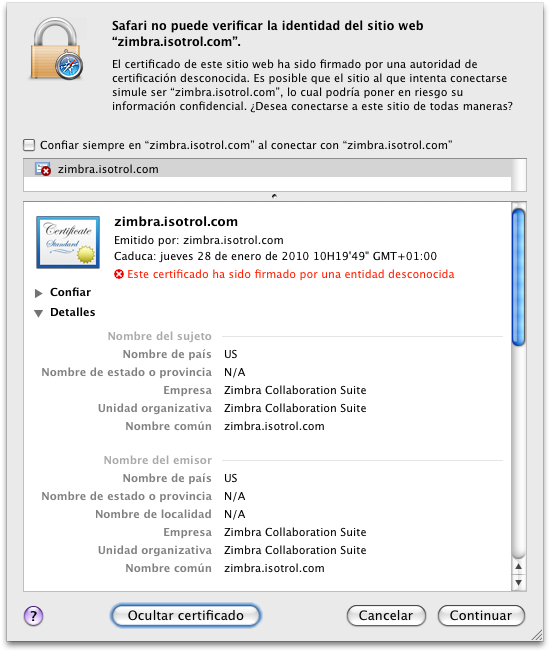 Safari no puede verificar la identidad del sitio web
“zimbra.isotrol.com”.
El certificado de este sitio web ha sido firmado por una autoridad de
certificación desconocida. Es posible que el sitio al que intenta conectarse
simule ser “zimbra.isotrol.com”, lo cual podría poner en riesgo su
información confidencial. ¿Desea conectarse a este sitio de todas maneras?
Confiar siempre en “zimbra.isotrol.com” al conectar con “zimbra.isotrol.com”
zimbra.isotrol.com
Certificate
Standard
zimbra.isotrol.com
Emitido por: zimbra.isotrol.com
Caduca: jueves 28 de enero de 2010 10H19'49" GMT+01:00
Este certificado ha sido firmado por una entidad desconocida
Confiar
Detalles
Nombre del sujeto
Nombre de país US
Nombre de estado o provincia N/A
Empresa Zimbra Collaboration Suite
Unidad organizativa Zimbra Collaboration Suite
Nombre común zimbra.isotrol.com
Nombre del emisor
Nombre de país US
Nombre de estado o provincia N/A
Nombre de localidad N/A
Empresa Zimbra Collaboration Suite
Unidad organizativa Zimbra Collaboration Suite
Nombre común zimbra.isotrol.com
? Ocultar certificado Cancelar Continuar